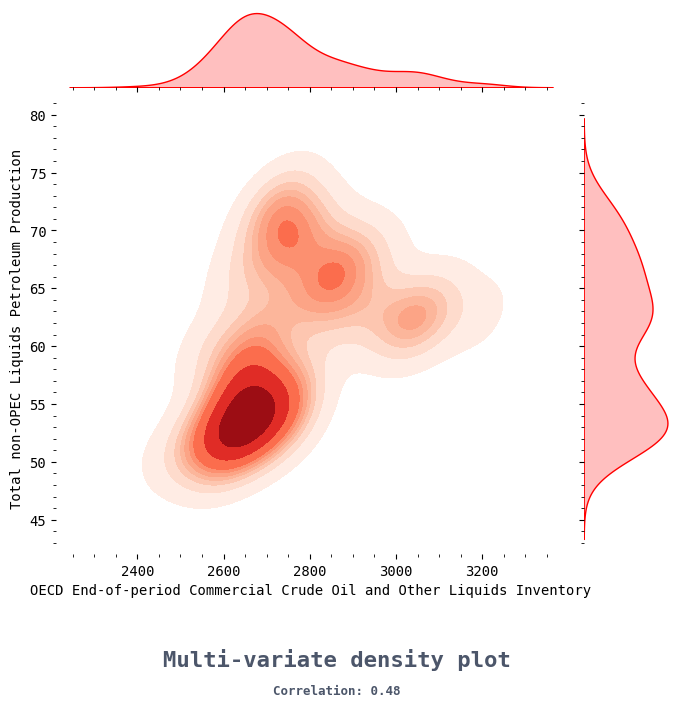 80
75
70
65
60
55
50
45
Total non-OPEC Liquids Petroleum Production
2400 2600 2800 3000 3200
OECD End-of-period Commercial Crude Oil and Other Liquids Inventory
Multi-variate density plot
Correlation: 0.48